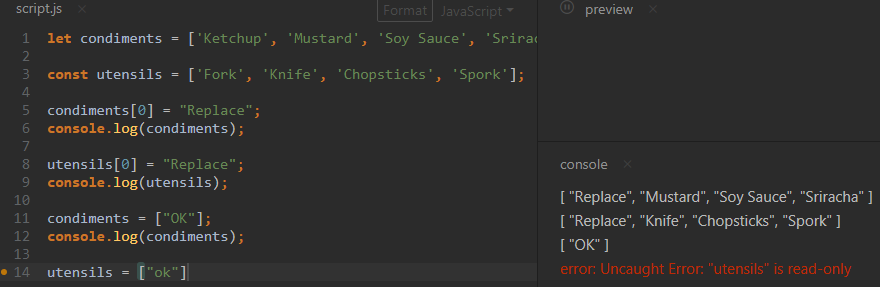 script.js × Format JavaScript
1 let condiments = ['Ketchup', 'Mustard', 'Soy Sauce', 'Srirac
2
3 const utensils = ['Fork', 'Knife', 'Chopsticks', 'Spork'];
4
5 condiments[0] = "Replace";
6 console.log(condiments);
7
8 utensils[0] = "Replace";
9 console.log(utensils);
10
11 condiments = ["OK"];
12 console.log(condiments);
13
14 utensils = ["ok"]
preview ×
console ×
[ "Replace", "Mustard", "Soy Sauce", "Sriracha" ]
[ "Replace", "Knife", "Chopsticks", "Spork" ]
[ "OK" ]
error: Uncaught Error: "utensils" is read-only